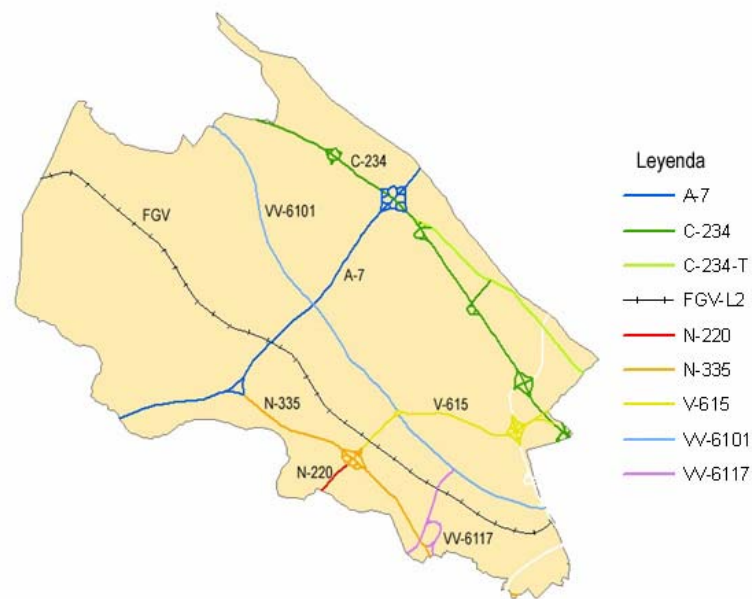 C-234
FGV
VV-6101
A-7
N-335
V-615
N-220
VV-6117
Leyenda
A-7
C-234
C-234-T
FGV-L2
N-220
N-335
V-615
VV-6101
VV-6117